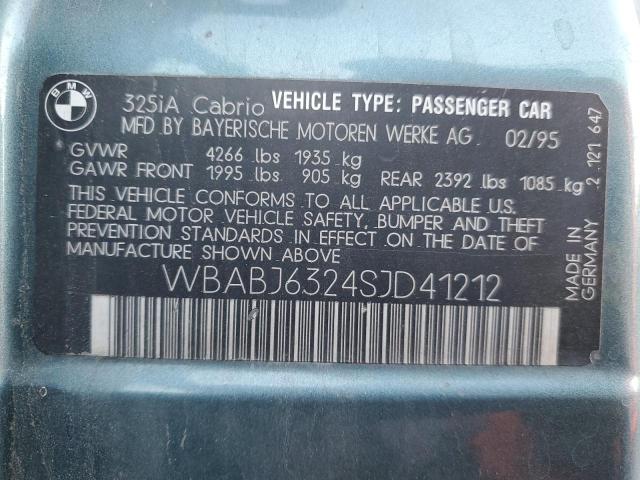 BMW
325iA Cabrio VEHICLE TYPE: PASSENGER CAR
MFD BY BAYERISCHE MOTOREN WERKE AG 02/95
GVWR 4266 lbs 1935 kg
GAWR FRONT 1995 lbs 905 kg REAR 2392 lbs 1085 kg
THIS VEHICLE CONFORMS TO ALL APPLICABLE U.S.
FEDERAL MOTOR VEHICLE SAFETY, BUMPER AND THEFT
PREVENTION STANDARDS IN EFFECT ON THE DATE OF
MANUFACTURE SHOWN ABOVE
WBABJ6324SJD41212
MADE IN
GERMANY 2 121 647